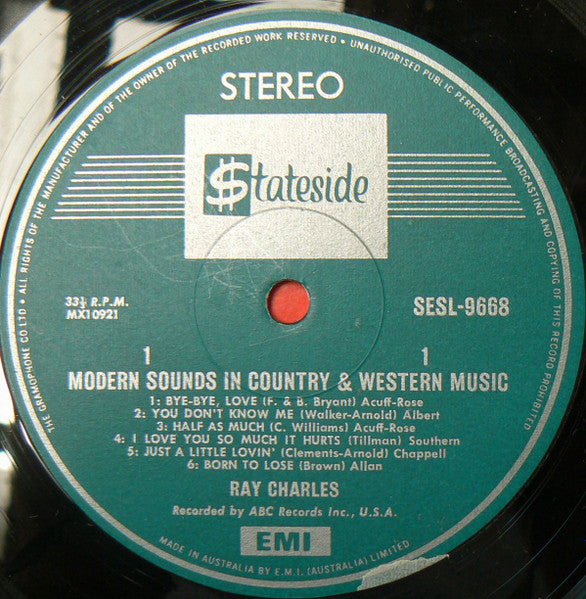 THE GRAMOPHONE CO LTD • ALL RIGHTS OF THE MANUFACTURER AND OF THE OWNER OF THE RECORDED WORK RESERVED • UNAUTHORISED PUBLIC PERFORMANCE BROADCASTING AND COPYING OF THIS RECORD PROHIBITED
STEREO
$tateside
33⅓ R.P.M.
MX10921
SESL-9668
1 1
MODERN SOUNDS IN COUNTRY & WESTERN MUSIC
1: BYE-BYE, LOVE (F. & B. Bryant) Acuff-Rose
2: YOU DON'T KNOW ME (Walker-Arnold) Albert
3: HALF AS MUCH (C. Williams) Acuff-Rose
4: I LOVE YOU SO MUCH IT HURTS (Tillman) Southern
5: JUST A LITTLE LOVIN' (Clements-Arnold) Chappell
6: BORN TO LOSE (Brown) Allan
RAY CHARLES
Recorded by ABC Records Inc., U.S.A.
EMI
MADE IN AUSTRALIA BY E.M.I. (AUSTRALIA) LIMITED